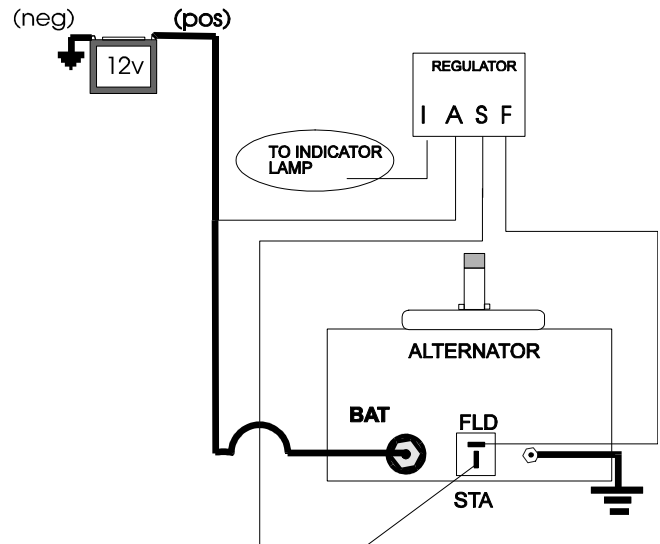 (neg)
(pos)
12v
REGULATOR
I A S F
TO INDICATOR
LAMP
ALTERNATOR
BAT
FLD
STA